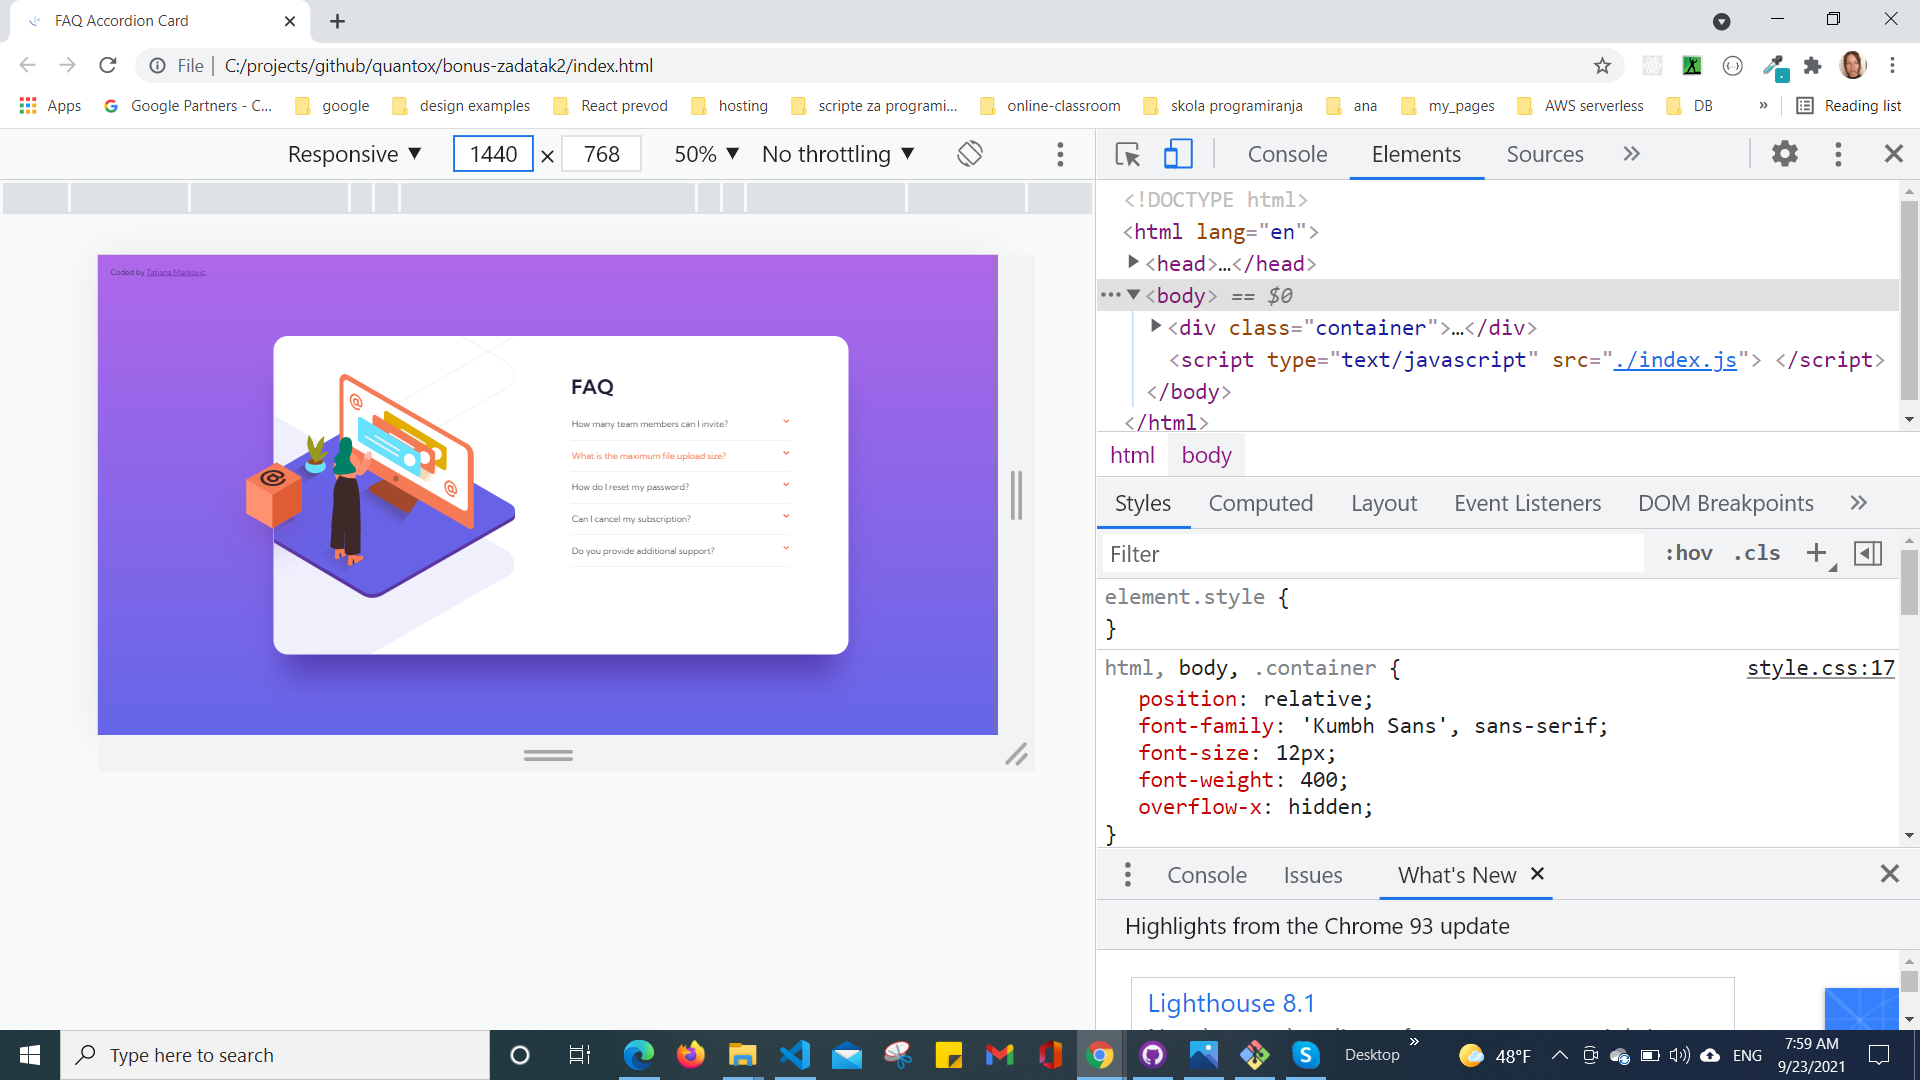 FAQ Accordion Card
File | C:/projects/github/quantox/bonus-zadatak2/index.html
Apps Google Partners - C... google design examples React prevod hosting scripte za programi... online-classroom skola programiranja ana my_pages AWS serverless DB » Reading list
Responsive 1440 × 768 50% No throttling
Console Elements Sources »
Coded by Tatjana Markovic.
FAQ
How many team members can I invite?
What is the maximum file upload size?
How do I reset my password?
Can I cancel my subscription?
Do you provide additional support?
<!DOCTYPE html>
<html lang="en">
<head>…</head>
<body> == $0
<div class="container">…</div>
<script type="text/javascript" src="./index.js"> </script>
</body>
</html>
html body
Styles Computed Layout Event Listeners DOM Breakpoints »
Filter :hov .cls +
element.style {
}
html, body, .container { style.css:17
position: relative;
font-family: 'Kumbh Sans', sans-serif;
font-size: 12px;
font-weight: 400;
overflow-x: hidden;
}
Console Issues What's New
Highlights from the Chrome 93 update
Lighthouse 8.1
Type here to search
Desktop » 48°F ENG 7:59 AM
9/23/2021